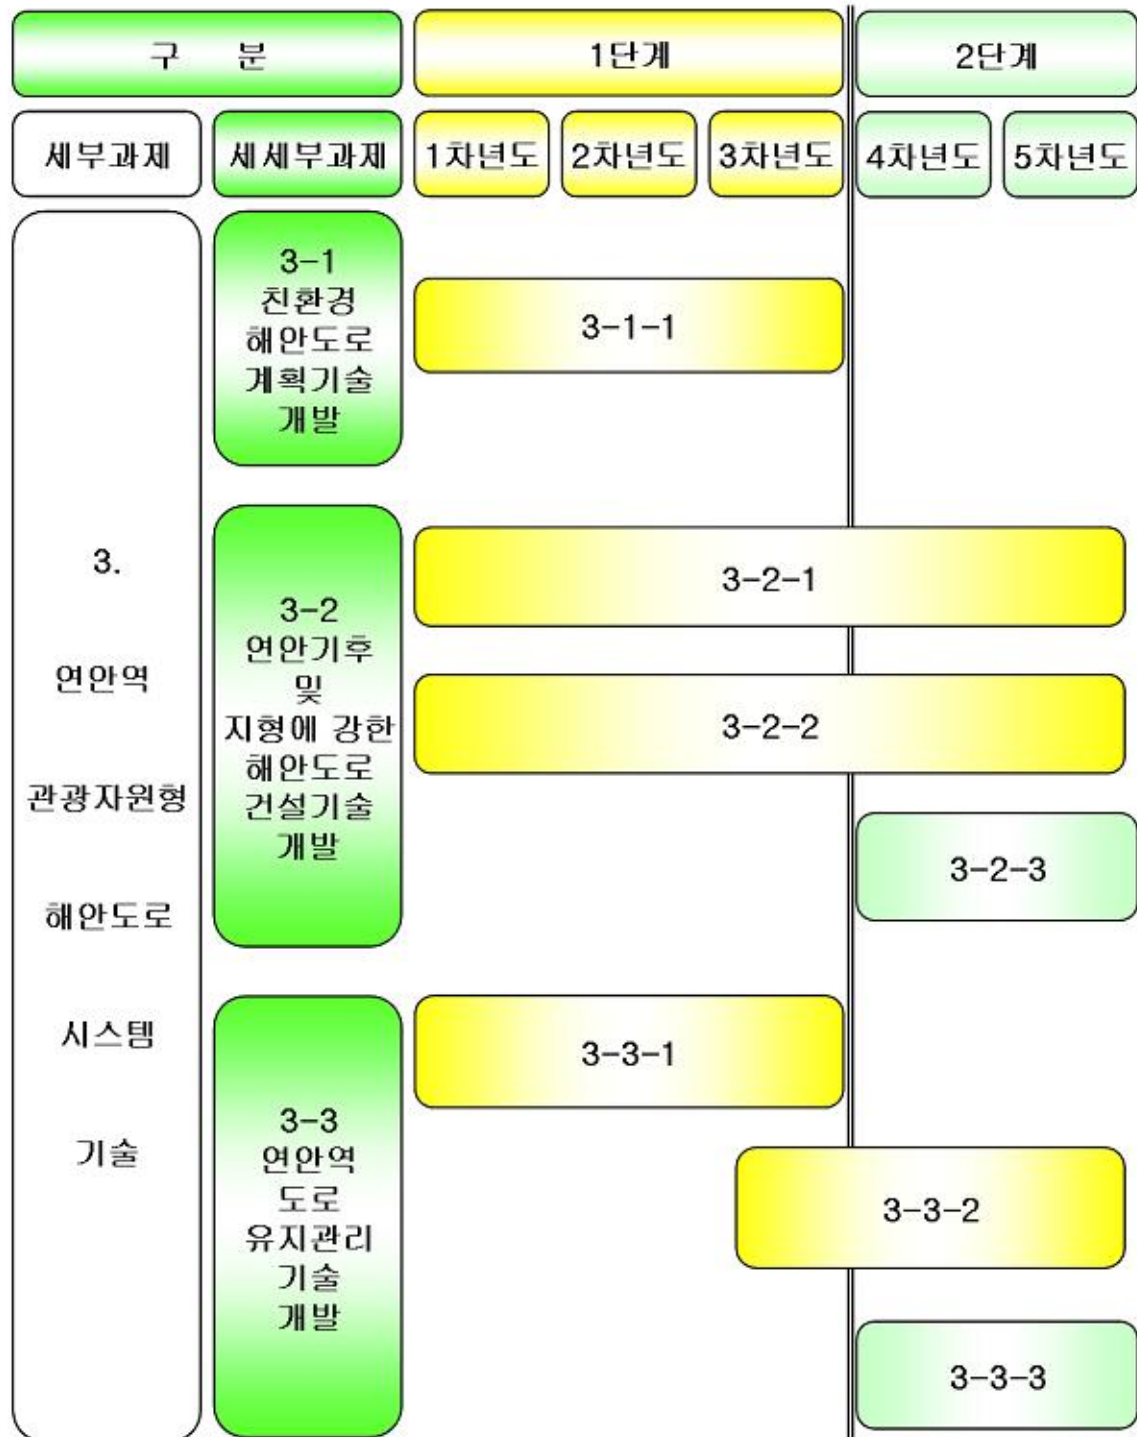 구 분
1단계
2단계
세부과제
세세부과제
1차년도
2차년도
3차년도
4차년도
5차년도
3.
연안역
관광자원형
해안도로
시스템
기술
3-1
친환경
해안도로
계획기술
개발
3-1-1
3-2
연안기후
및
지형에 강한
해안도로
건설기술
개발
3-2-1
3-2-2
3-2-3
3-3
연안역
도로
유지관리
기술
개발
3-3-1
3-3-2
3-3-3